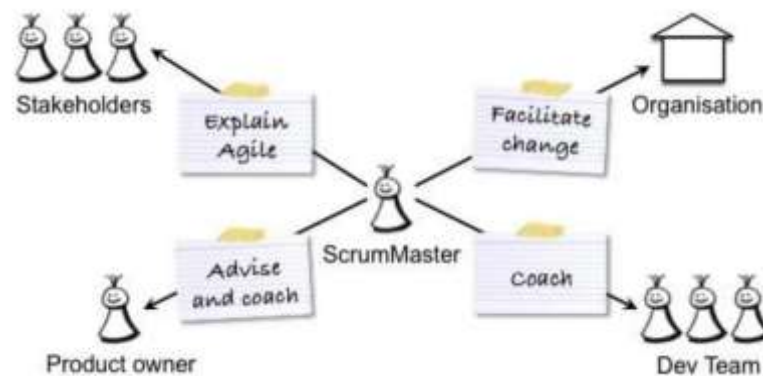 Stakeholders
Explain
Agile
Facilitate
change
Organisation
ScrumMaster
Advise
and coach
Coach
Product owner
Dev Team